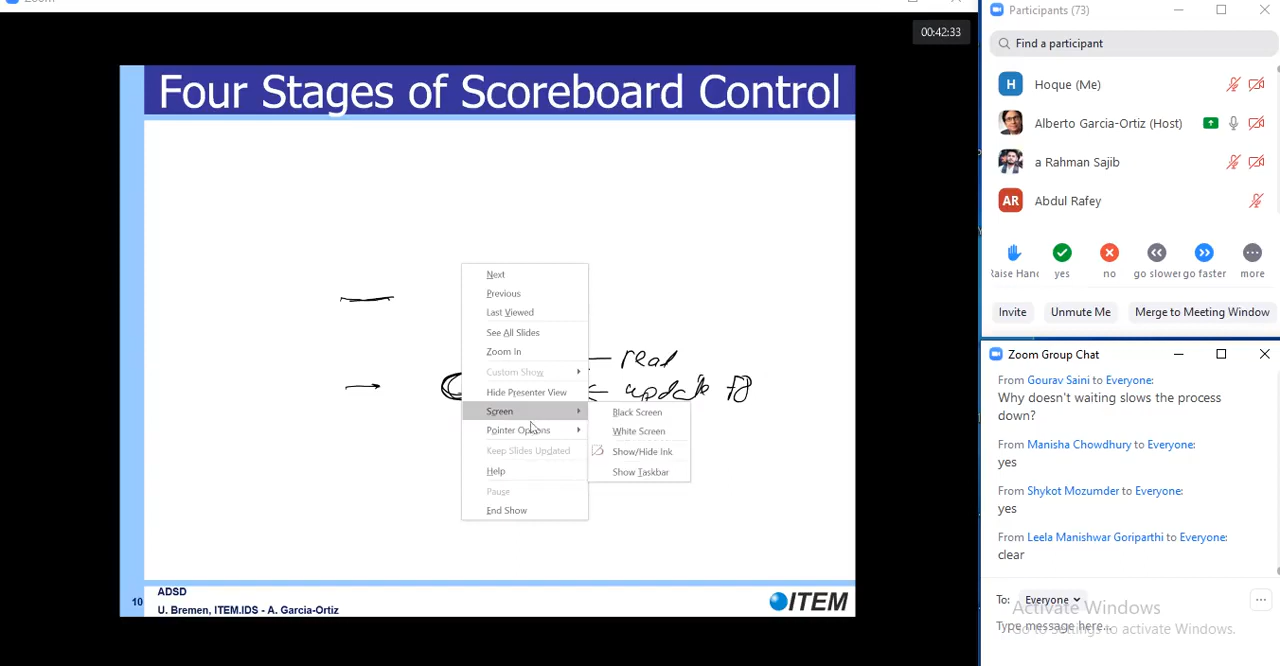 Zoom
00:42:33
Four Stages of Scoreboard Control
Next
Previous
Last Viewed
See All Slides
Zoom In
Custom Show
Hide Presenter View
Screen
Pointer Options
Keep Slides Updated
Help
Pause
End Show
Black Screen
White Screen
Show/Hide Ink
Show Taskbar
real
update
10
ADSD
U. Bremen, ITEM.IDS - A. Garcia-Ortiz
ITEM
Participants (73)
Find a participant
H Hoque (Me)
Alberto Garcia-Ortiz (Host)
a Rahman Sajib
AR Abdul Rafey
Raise Hand yes no go slower go faster more
Invite Unmute Me Merge to Meeting Window
Zoom Group Chat
From Gourav Saini to Everyone:
Why doesn't waiting slows the process
down?
From Manisha Chowdhury to Everyone:
yes
From Shykot Mozumder to Everyone:
yes
From Leela Manishwar Goriparthi to Everyone:
clear
To: Everyone
Activate Windows
Type message here...
Go to Settings to activate Windows.